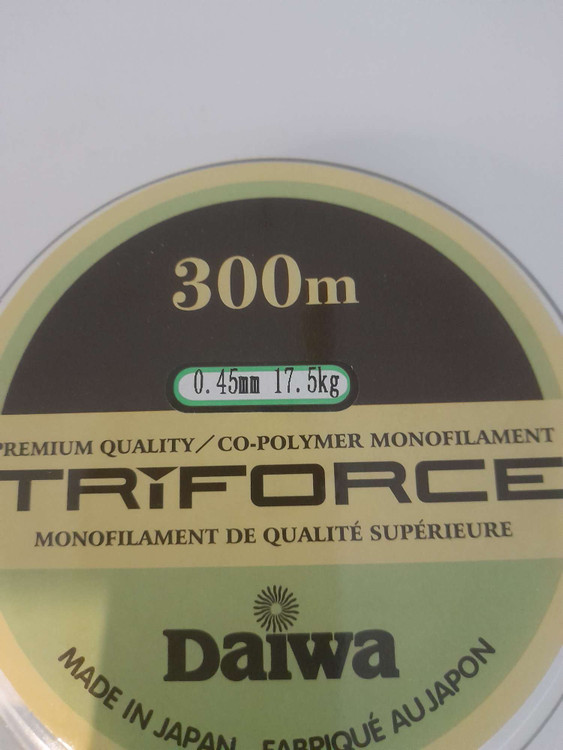 300m
0.45mm 17.5kg
PREMIUM QUALITY/CO-POLYMER MONOFILAMENT
TRiFORCE
MONOFILAMENT DE QUALITÉ SUPÉRIEURE
Daiwa
MADE IN JAPAN FABRIQUÉ AU JAPON